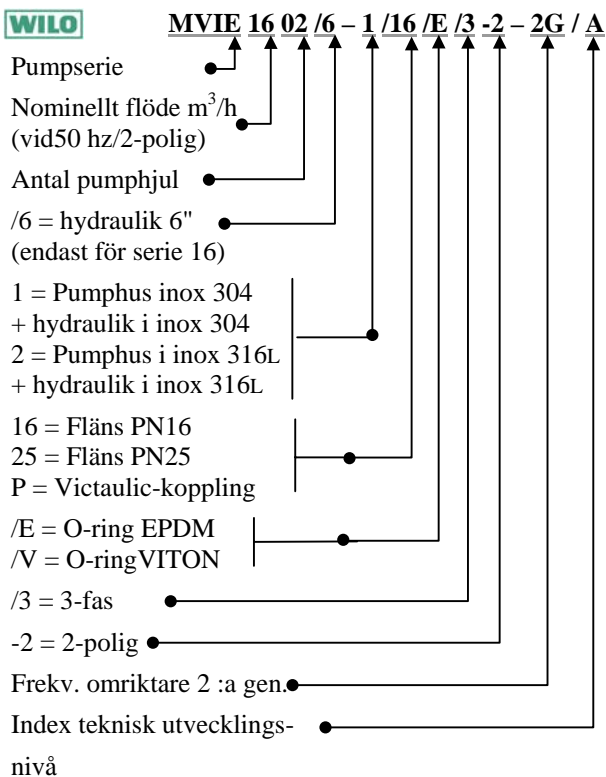 WILO MVIE 16 02 /6 – 1 /16 /E /3 -2 – 2G / A
Pumpserie
Nominellt flöde m³/h
(vid50 hz/2-polig)
Antal pumphjul
/6 = hydraulik 6"
(endast för serie 16)
1 = Pumphus inox 304
+ hydraulik i inox 304
2 = Pumphus i inox 316L
+ hydraulik i inox 316L
16 = Fläns PN16
25 = Fläns PN25
P = Victaulic-koppling
/E = O-ring EPDM
/V = O-ringVITON
/3 = 3-fas
-2 = 2-polig
Frekv. omriktare 2 :a gen.
Index teknisk utvecklings-
nivå